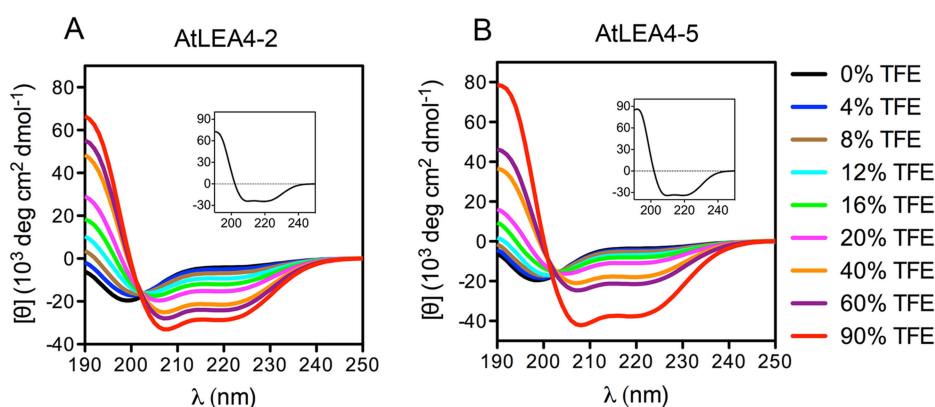 A
AtLEA4-2
80
60
40
20
0
-20
-40
[θ] (10³ deg cm² dmol⁻¹)
190 200 210 220 230 240 250
λ (nm)
90
60
30
0
-30
200 220 240
B
AtLEA4-5
80
60
40
20
0
-20
-40
[θ] (10³ deg cm² dmol⁻¹)
190 200 210 220 230 240 250
λ (nm)
90
60
30
0
-30
200 220 240
0% TFE
4% TFE
8% TFE
12% TFE
16% TFE
20% TFE
40% TFE
60% TFE
90% TFE